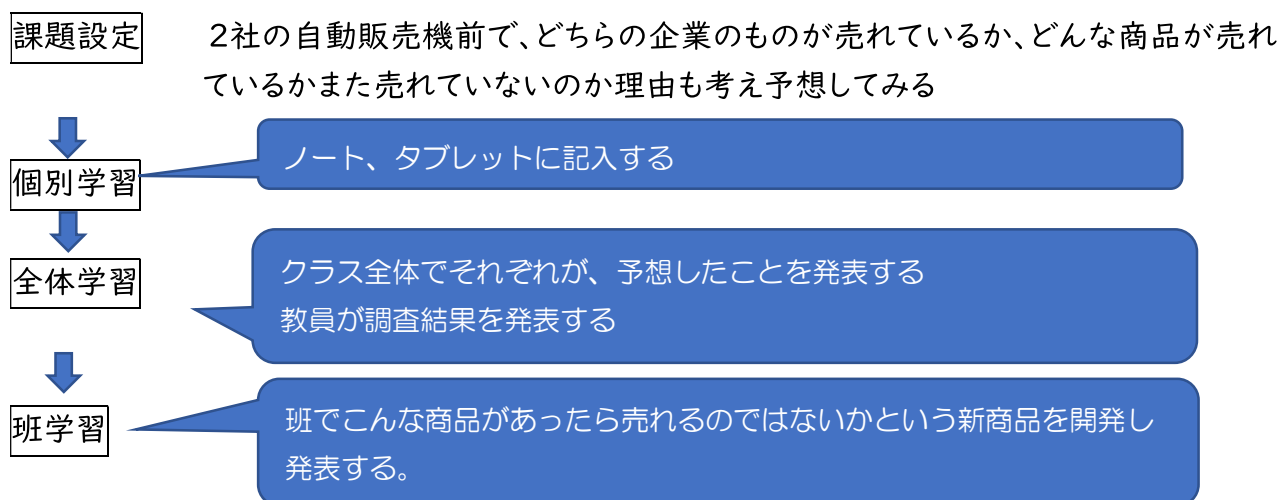 課題設定 2社の自動販売機前で、どちらの企業のものが売れているか、どんな商品が売れ
ているかまた売れていないのか理由も考え予想してみる
ノート、タブレットに記入する
個別学習
クラス全体でそれぞれが、予想したことを発表する
全体学習
教員が調査結果を発表する
班でこんな商品があったら売れるのではないかという新商品を開発し
班学習
発表する。